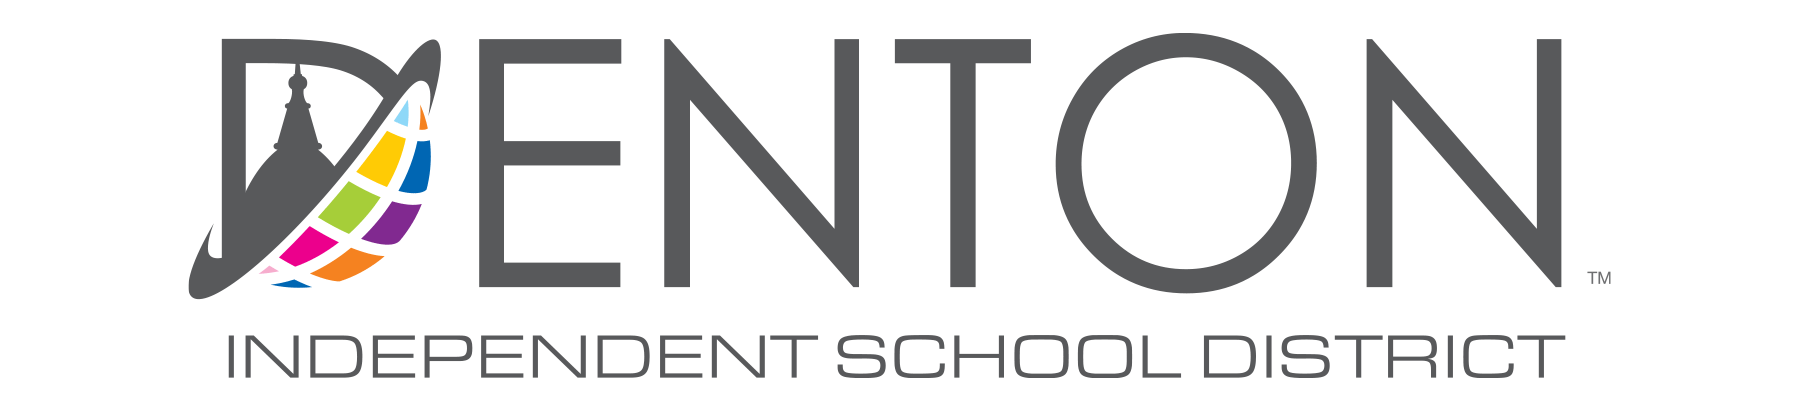 DENTON™
INDEPENDENT SCHOOL DISTRICT